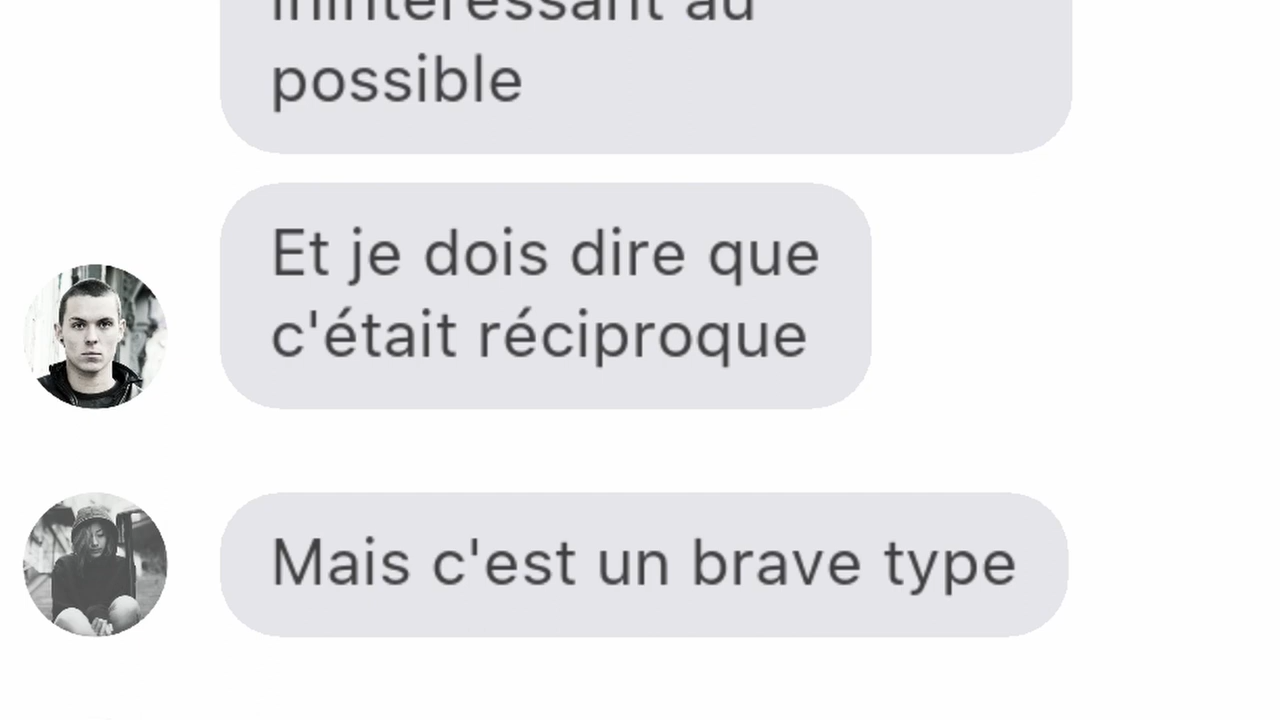 inintéressant au
possible
Et je dois dire que
c'était réciproque
Mais c'est un brave type